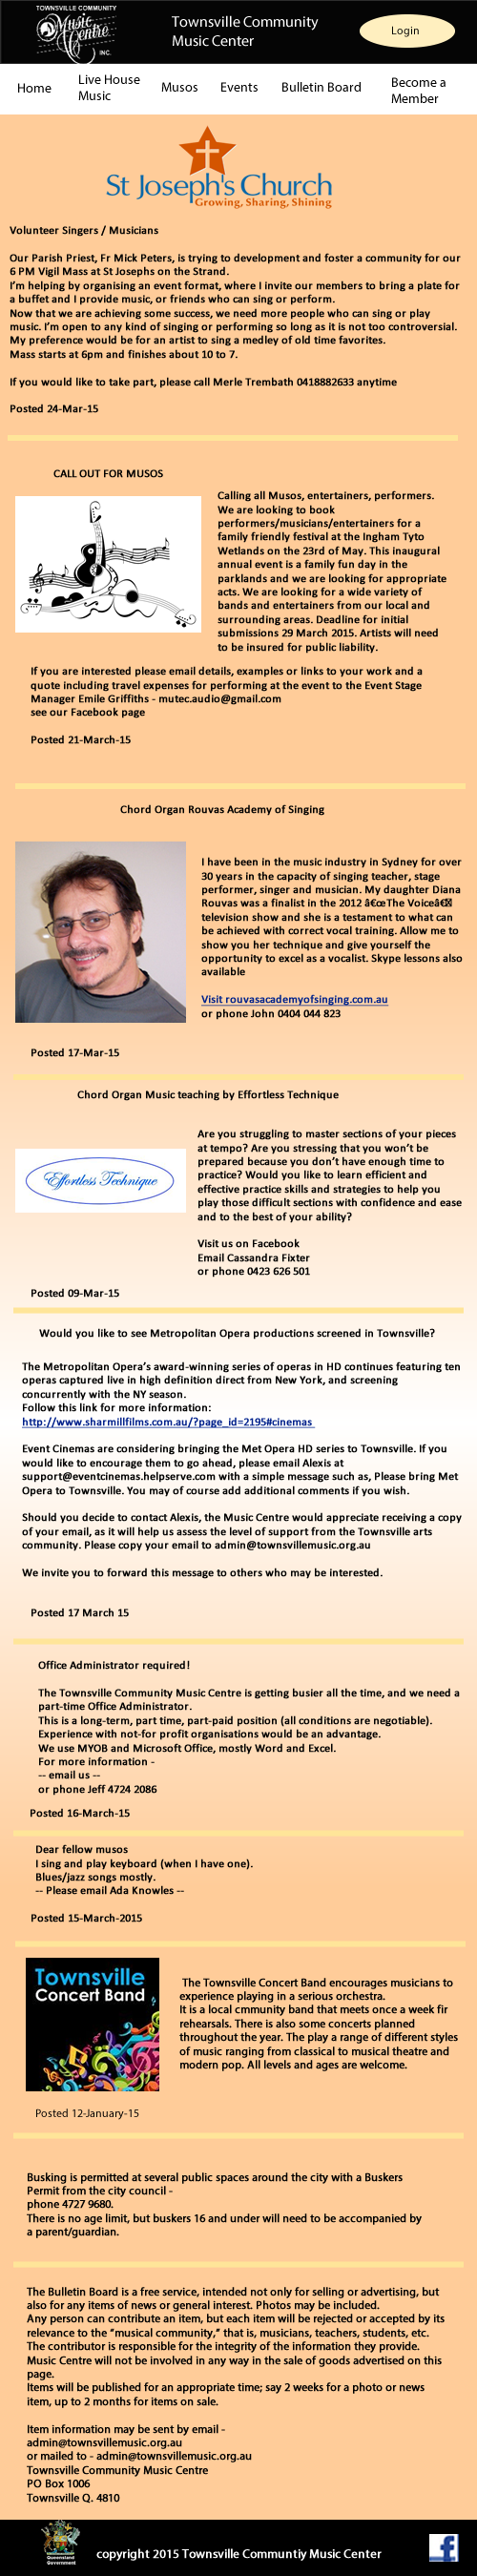 TOWNSVILLE COMMUNITY
Music
Centre
INC.
Townsville Community
Music Center
Login
Home
Live House
Music
Musos
Events
Bulletin Board
Become a
Member
St Joseph's Church
Growing, Sharing, Shining
Volunteer Singers / Musicians
Our Parish Priest, Fr Mick Peters, is trying to development and foster a community for our
6 PM Vigil Mass at St Josephs on the Strand.
I'm helping by organising an event format, where I invite our members to bring a plate for
a buffet and I provide music, or friends who can sing or perform.
Now that we are achieving some success, we need more people who can sing or play
music. I'm open to any kind of singing or performing so long as it is not too controversial.
My preference would be for an artist to sing a medley of old time favorites.
Mass starts at 6pm and finishes about 10 to 7.
If you would like to take part, please call Merle Trembath 0418882633 anytime
Posted 24-Mar-15
CALL OUT FOR MUSOS
Calling all Musos, entertainers, performers.
We are looking to book
performers/musicians/entertainers for a
family friendly festival at the Ingham Tyto
Wetlands on the 23rd of May. This inaugural
annual event is a family fun day in the
parklands and we are looking for appropriate
acts. We are looking for a wide variety of
bands and entertainers from our local and
surrounding areas. Deadline for initial
submissions 29 March 2015. Artists will need
to be insured for public liability.
If you are interested please email details, examples or links to your work and a
quote including travel expenses for performing at the event to the Event Stage
Manager Emile Griffiths - mutec.audio@gmail.com
see our Facebook page
Posted 21-March-15
Chord Organ Rouvas Academy of Singing
I have been in the music industry in Sydney for over
30 years in the capacity of singing teacher, stage
performer, singer and musician. My daughter Diana
Rouvas was a finalist in the 2012 â€œThe Voiceâ€
television show and she is a testament to what can
be achieved with correct vocal training. Allow me to
show you her technique and give yourself the
opportunity to excel as a vocalist. Skype lessons also
available
Visit rouvasacademyofsinging.com.au
or phone John 0404 044 823
Posted 17-Mar-15
Chord Organ Music teaching by Effortless Technique
Effortless Technique
Are you struggling to master sections of your pieces
at tempo? Are you stressing that you won't be
prepared because you don't have enough time to
practice? Would you like to learn efficient and
effective practice skills and strategies to help you
play those difficult sections with confidence and ease
and to the best of your ability?
Visit us on Facebook
Email Cassandra Fixter
or phone 0423 626 501
Posted 09-Mar-15
Would you like to see Metropolitan Opera productions screened in Townsville?
The Metropolitan Opera's award-winning series of operas in HD continues featuring ten
operas captured live in high definition direct from New York, and screening
concurrently with the NY season.
Follow this link for more information:
http://www.sharmillfilms.com.au/?page_id=2195#cinemas
Event Cinemas are considering bringing the Met Opera HD series to Townsville. If you
would like to encourage them to go ahead, please email Alexis at
support@eventcinemas.helpserve.com with a simple message such as, Please bring Met
Opera to Townsville. You may of course add additional comments if you wish.
Should you decide to contact Alexis, the Music Centre would appreciate receiving a copy
of your email, as it will help us assess the level of support from the Townsville arts
community. Please copy your email to admin@townsvillemusic.org.au
We invite you to forward this message to others who may be interested.
Posted 17 March 15
Office Administrator required!
The Townsville Community Music Centre is getting busier all the time, and we need a
part-time Office Administrator.
This is a long-term, part time, part-paid position (all conditions are negotiable).
Experience with not-for profit organisations would be an advantage.
We use MYOB and Microsoft Office, mostly Word and Excel.
For more information -
-- email us --
or phone Jeff 4724 2086
Posted 16-March-15
Dear fellow musos
I sing and play keyboard (when I have one).
Blues/jazz songs mostly.
-- Please email Ada Knowles --
Posted 15-March-2015
Townsville
Concert Band
The Townsville Concert Band encourages musicians to
experience playing in a serious orchestra.
It is a local cmmunity band that meets once a week fir
rehearsals. There is also some concerts planned
throughout the year. The play a range of different styles
of music ranging from classical to musical theatre and
modern pop. All levels and ages are welcome.
Posted 12-January-15
Busking is permitted at several public spaces around the city with a Buskers
Permit from the city council -
phone 4727 9680.
There is no age limit, but buskers 16 and under will need to be accompanied by
a parent/guardian.
The Bulletin Board is a free service, intended not only for selling or advertising, but
also for any items of news or general interest. Photos may be included.
Any person can contribute an item, but each item will be rejected or accepted by its
relevance to the "musical community," that is, musicians, teachers, students, etc.
The contributor is responsible for the integrity of the information they provide.
Music Centre will not be involved in any way in the sale of goods advertised on this
page.
Items will be published for an appropriate time; say 2 weeks for a photo or news
item, up to 2 months for items on sale.
Item information may be sent by email -
admin@townsvillemusic.org.au
or mailed to - admin@townsvillemusic.org.au
Townsville Community Music Centre
PO Box 1006
Townsville Q. 4810
Queensland
Government
copyright 2015 Townsville Communtiy Music Center
f